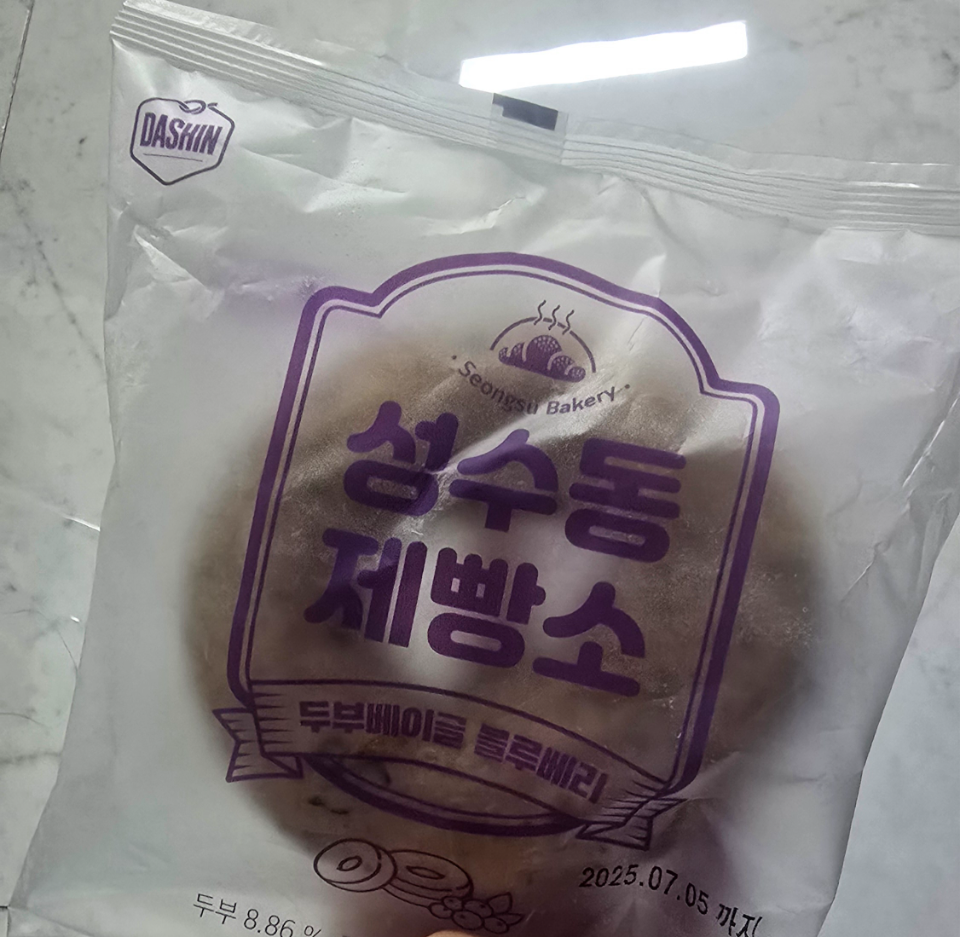 DASHIN
Seongsu Bakery
성수동
제빵소
두부베이글 블루베리
2025.07.05 까지
두부 8.86 %